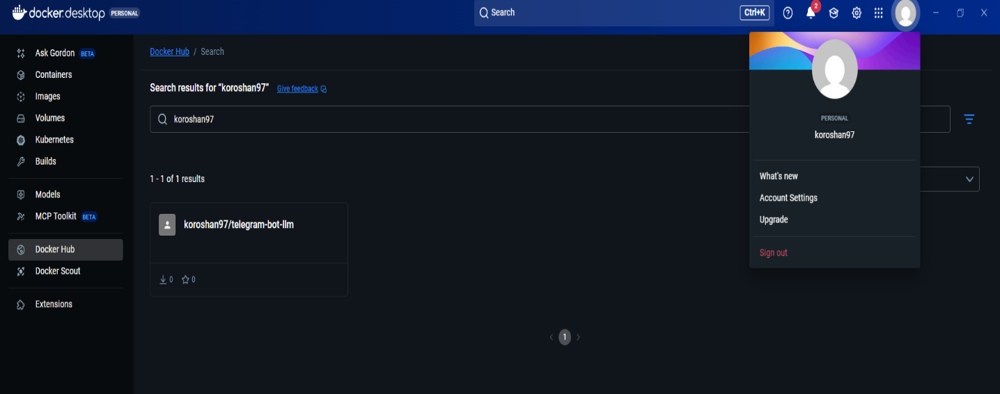 docker.desktop PERSONAL
Search Ctrl+K
2
Ask Gordon BETA
Containers
Images
Volumes
Kubernetes
Builds
Models
MCP Toolkit BETA
Docker Hub
Docker Scout
Extensions
Docker Hub / Search
Search results for “koroshan97” Give feedback
koroshan97
1 - 1 of 1 results
koroshan97/telegram-bot-llm
0 0
1
PERSONAL
koroshan97
What's new
Account Settings
Upgrade
Sign out